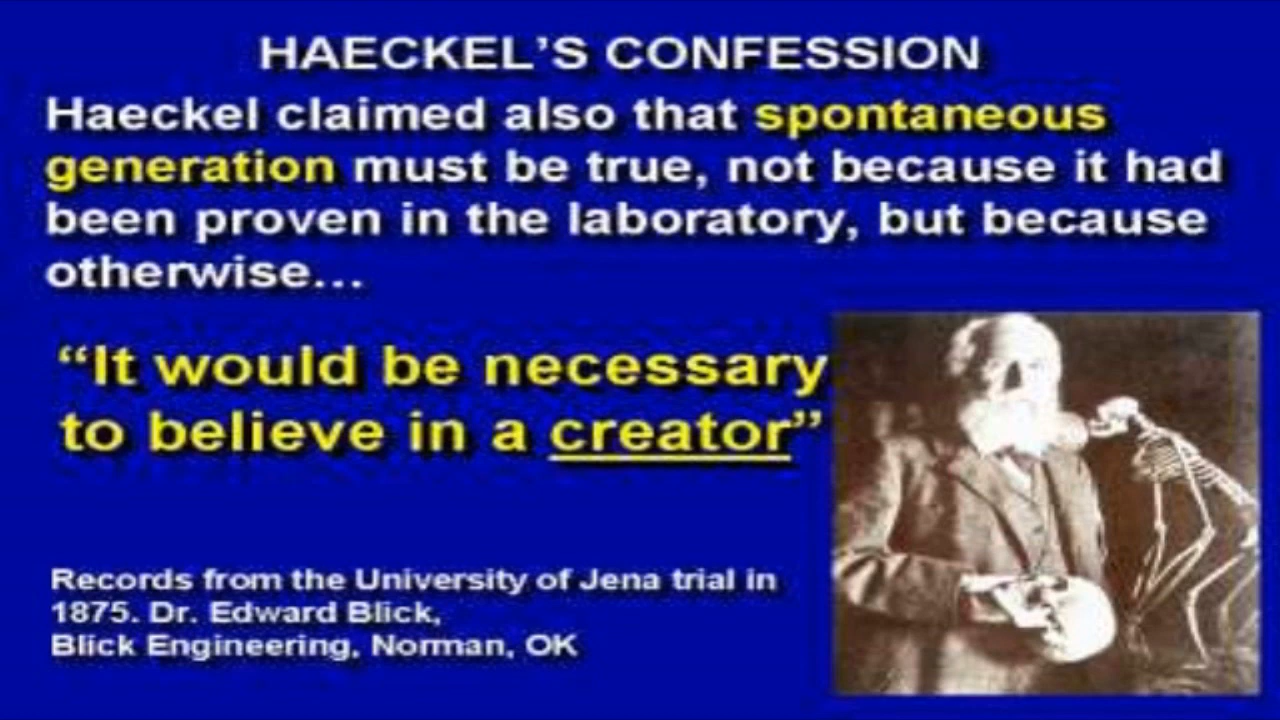 HAECKEL’S CONFESSION
Haeckel claimed also that spontaneous
generation must be true, not because it had
been proven in the laboratory, but because
otherwise...
“It would be necessary
to believe in a creator”
Records from the University of Jena trial in
1875. Dr. Edward Blick,
Blick Engineering, Norman, OK